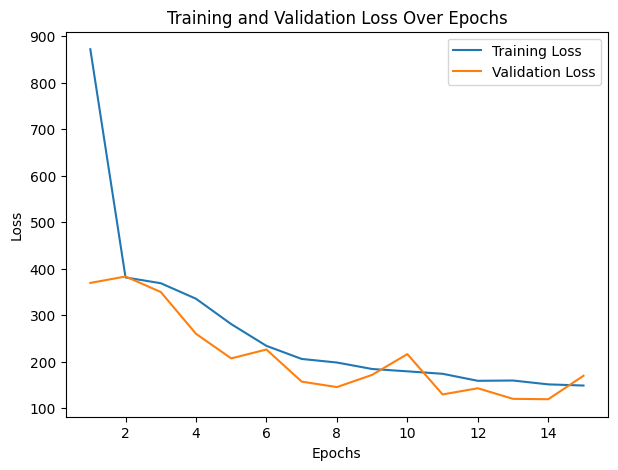 Training and Validation Loss Over Epochs
900
800
700
600
500
400
300
200
100
Loss
Training Loss
Validation Loss
2 4 6 8 10 12 14
Epochs